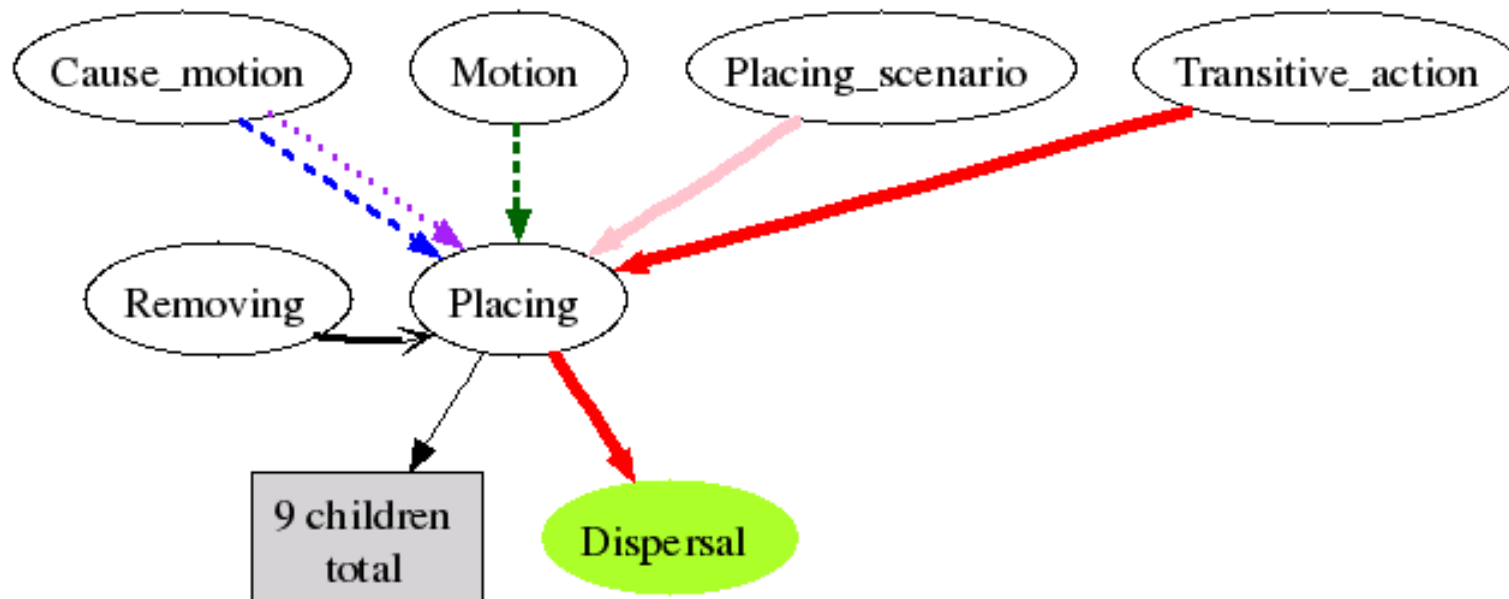 Cause_motion
Motion
Placing_scenario
Transitive_action
Removing
Placing
9 children
total
Dispersal